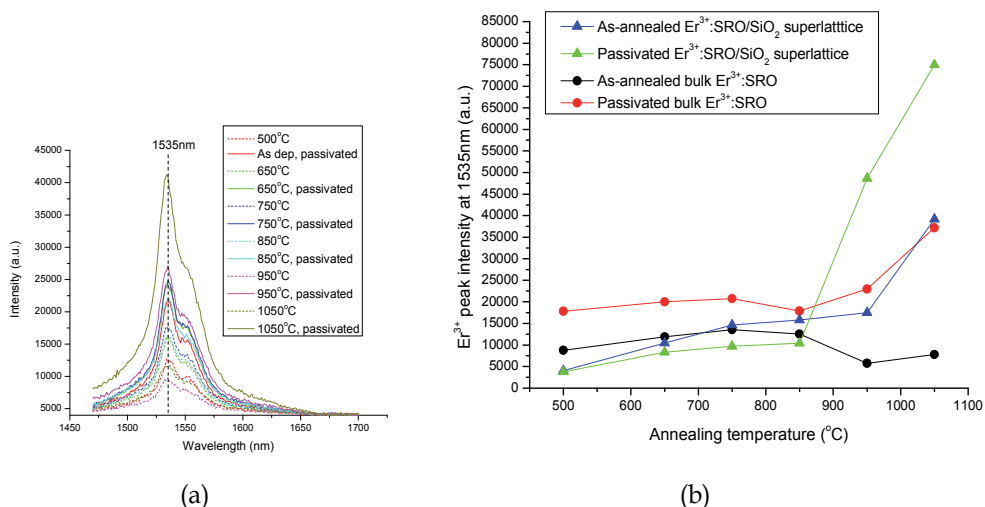 1535nm
500°C
As dep, passivated
650°C
650°C, passivated
750°C
750°C, passivated
850°C
850°C, passivated
950°C
950°C, passivated
1050°C
1050°C, passivated
Intensity (a.u.)
45000
40000
35000
30000
25000
20000
15000
10000
5000
1450 1500 1550 1600 1650 1700
Wavelength (nm)
(a)
As-annealed Er³⁺:SRO/SiO₂ superlatttice
Passivated Er³⁺:SRO/SiO₂ superlattice
As-annealed bulk Er³⁺:SRO
Passivated bulk Er³⁺:SRO
Er³⁺ peak intensity at 1535nm (a.u.)
85000
80000
75000
70000
65000
60000
55000
50000
45000
40000
35000
30000
25000
20000
15000
10000
5000
0
500 600 700 800 900 1000 1100
Annealing temperature (°C)
(b)